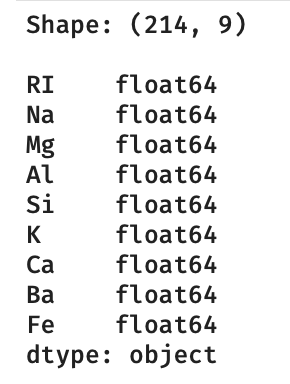 Shape: (214, 9)
RI float64
Na float64
Mg float64
Al float64
Si float64
K float64
Ca float64
Ba float64
Fe float64
dtype: object